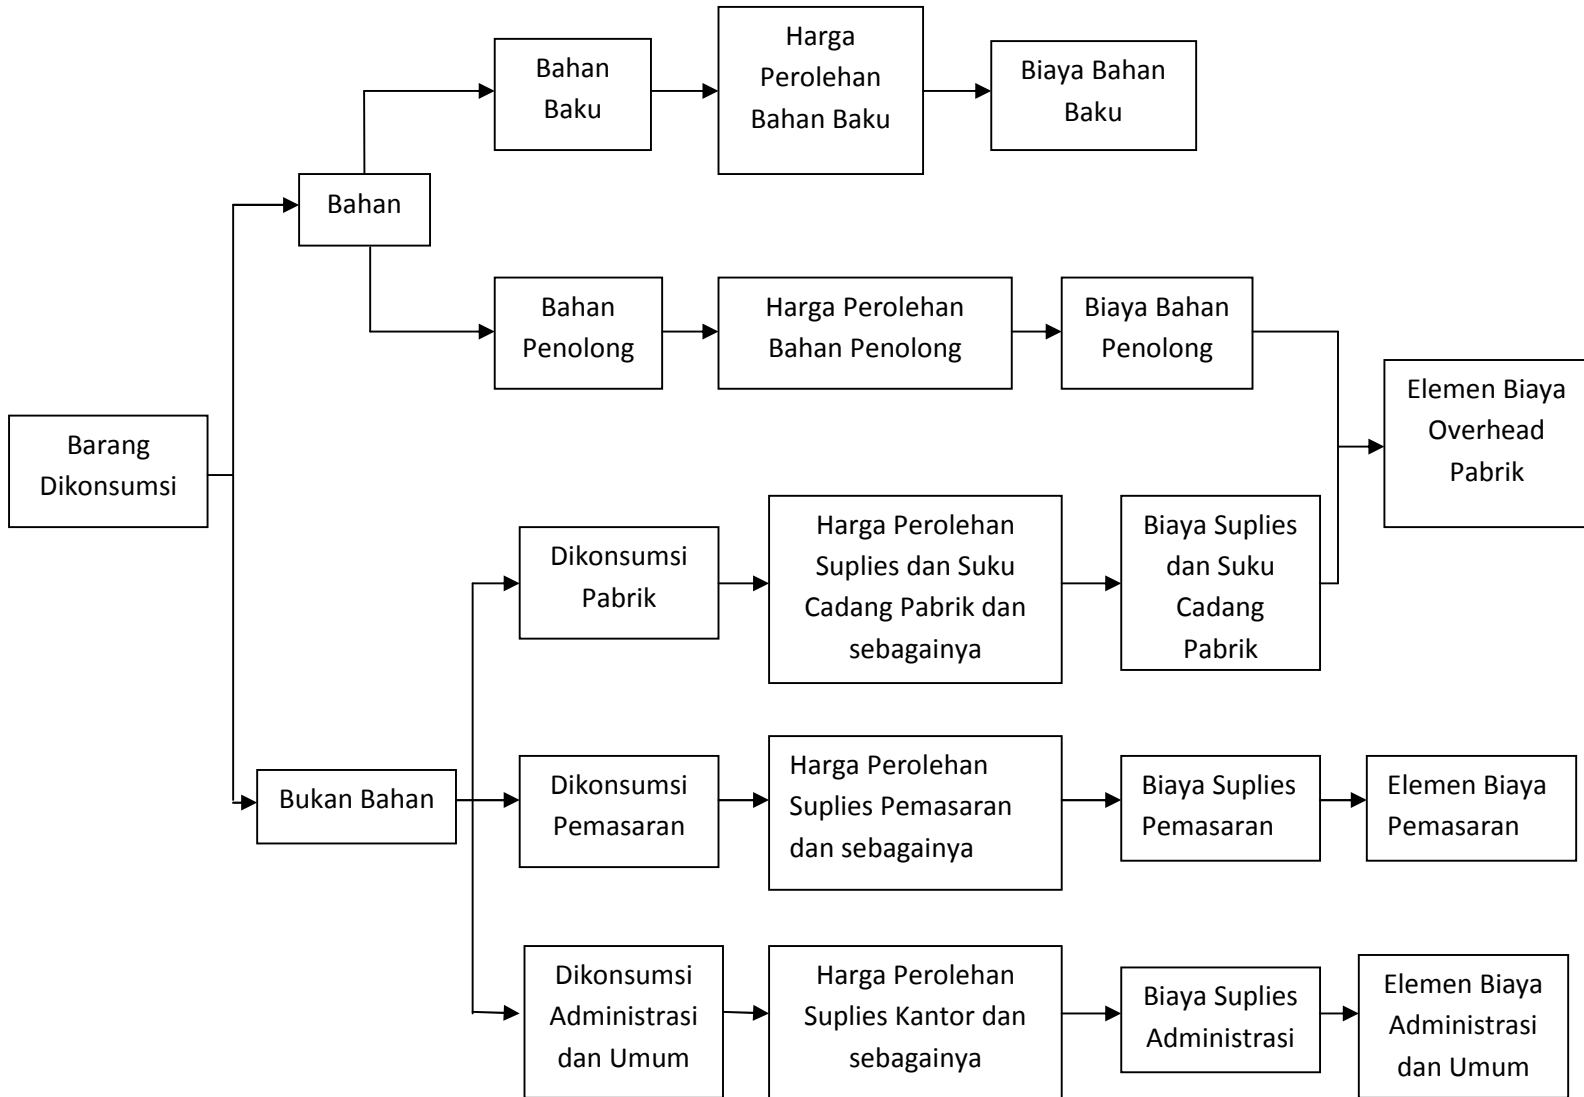 Bahan
Baku
Harga
Perolehan
Bahan Baku
Biaya Bahan
Baku
Bahan
Bahan
Penolong
Harga Perolehan
Bahan Penolong
Biaya Bahan
Penolong
Elemen Biaya
Overhead
Pabrik
Barang
Dikonsumsi
Dikonsumsi
Pabrik
Harga Perolehan
Suplies dan Suku
Cadang Pabrik dan
sebagainya
Biaya Suplies
dan Suku
Cadang
Pabrik
Bukan Bahan
Dikonsumsi
Pemasaran
Harga Perolehan
Suplies Pemasaran
dan sebagainya
Biaya Suplies
Pemasaran
Elemen Biaya
Pemasaran
Dikonsumsi
Administrasi
dan Umum
Harga Perolehan
Suplies Kantor dan
sebagainya
Biaya Suplies
Administrasi
Elemen Biaya
Administrasi
dan Umum